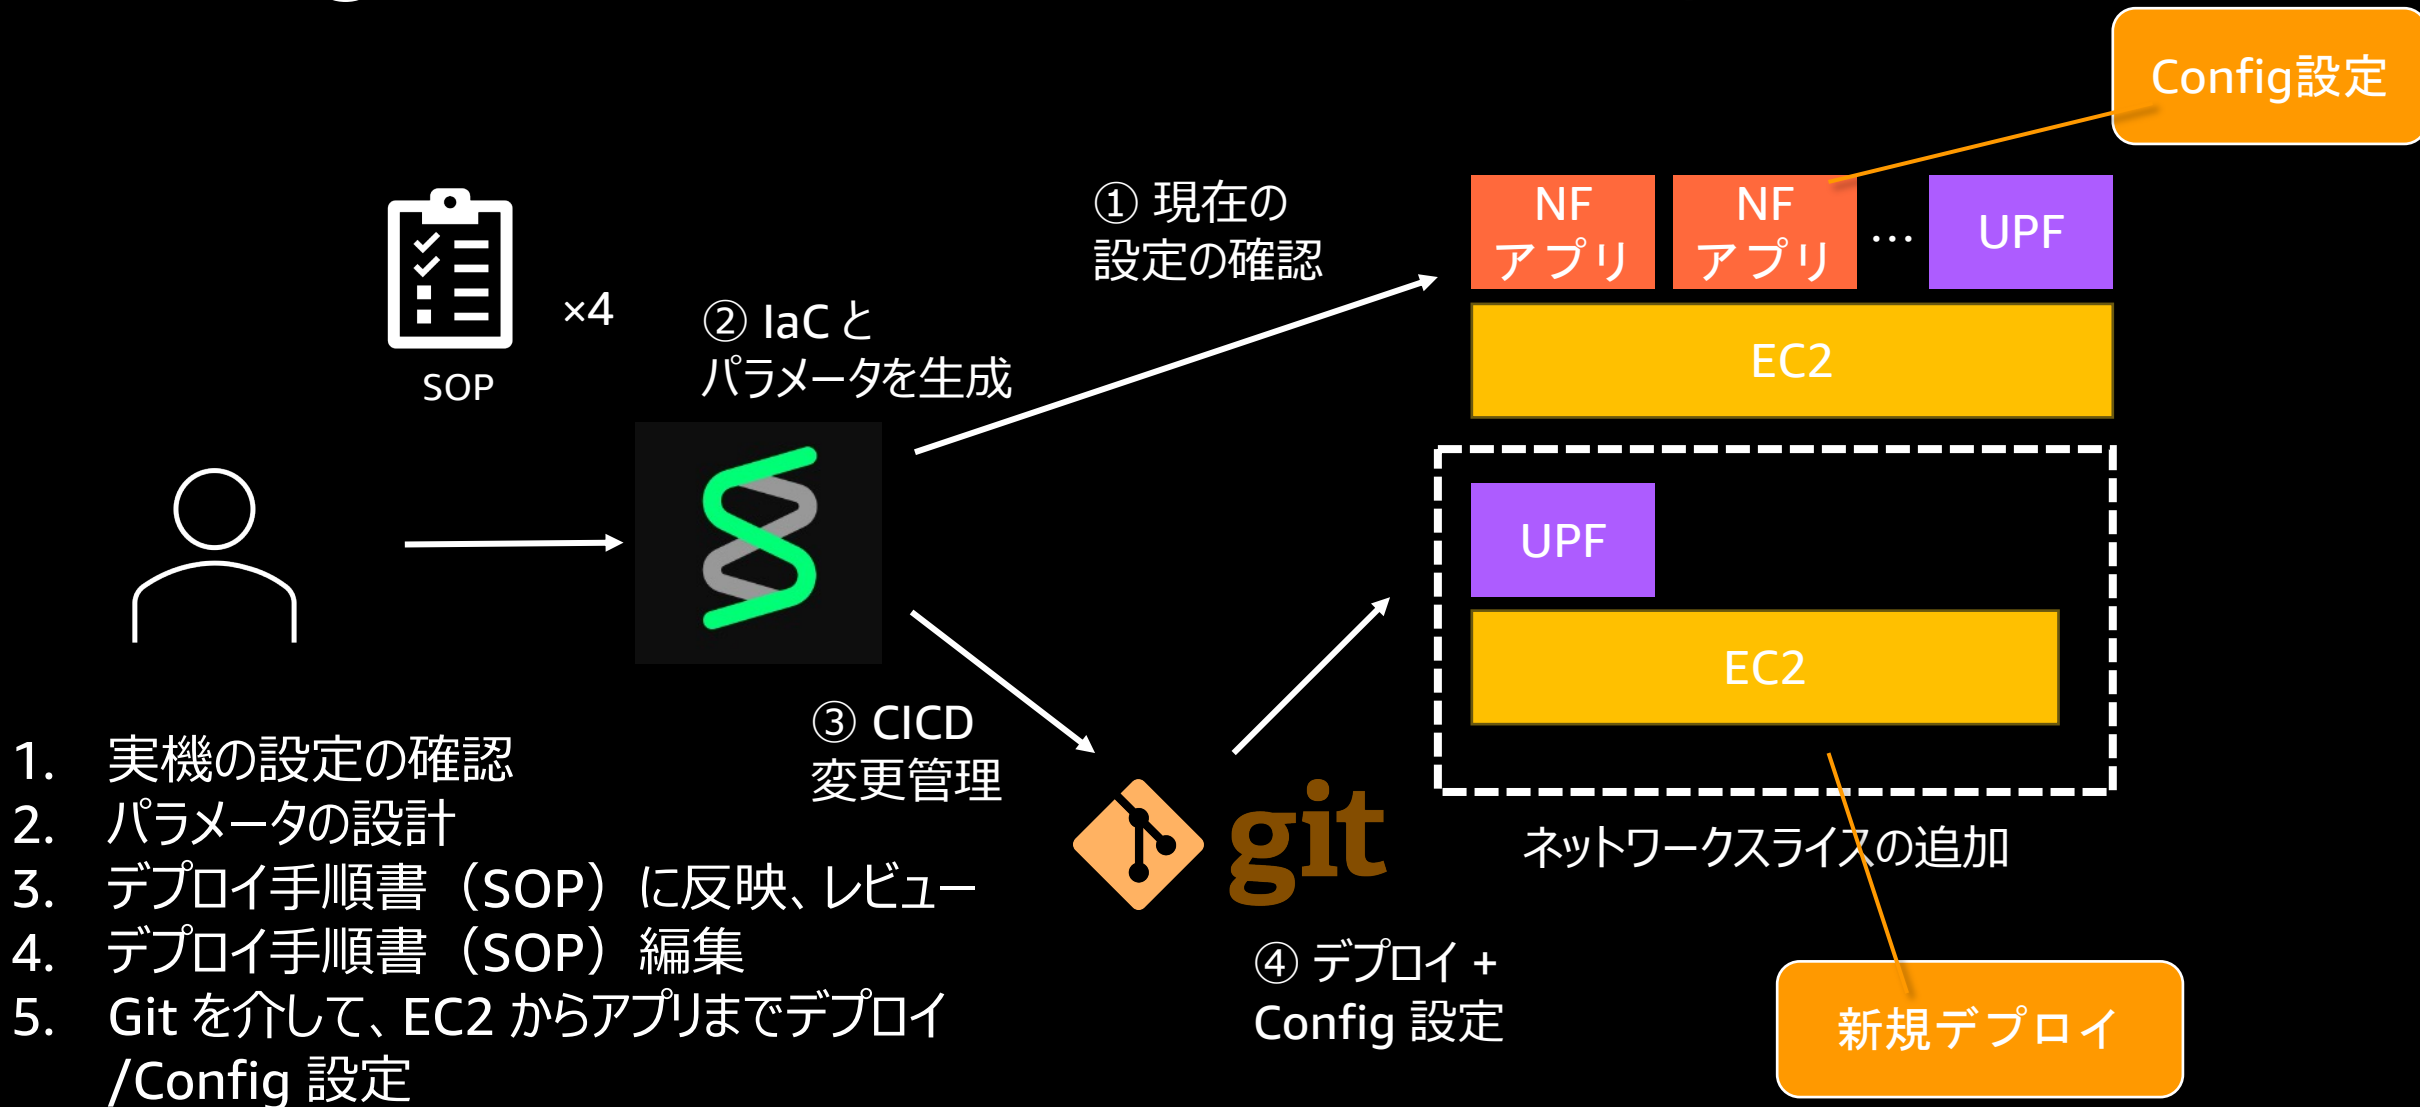 Config設定
① 現在の
設定の確認
NF
アプリ
NF
アプリ
…
UPF
EC2
×4
SOP
② IaC と
パラメータを生成
UPF
EC2
③ CICD
変更管理
git
ネットワークスライスの追加
④ デプロイ +
Config 設定
新規デプロイ
1. 実機の設定の確認
2. パラメータの設計
3. デプロイ手順書（SOP）に反映、レビュー
4. デプロイ手順書（SOP）編集
5. Git を介して、EC2 からアプリまでデプロイ
/Config 設定